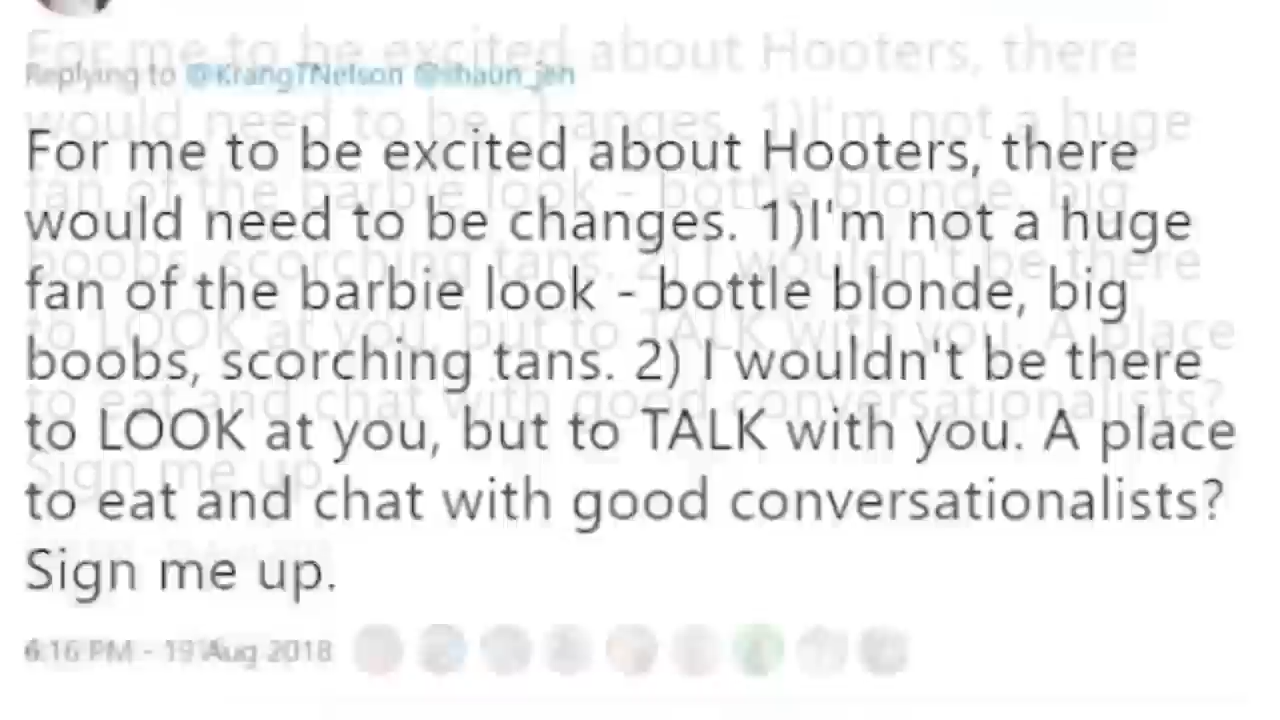 Replying to @KrangTNelson @shaun_jen
For me to be excited about Hooters, there
would need to be changes. 1)I'm not a huge
fan of the barbie look - bottle blonde, big
boobs, scorching tans. 2) I wouldn't be there
to LOOK at you, but to TALK with you. A place
to eat and chat with good conversationalists?
Sign me up.
6:16 PM - 19 Aug 2018